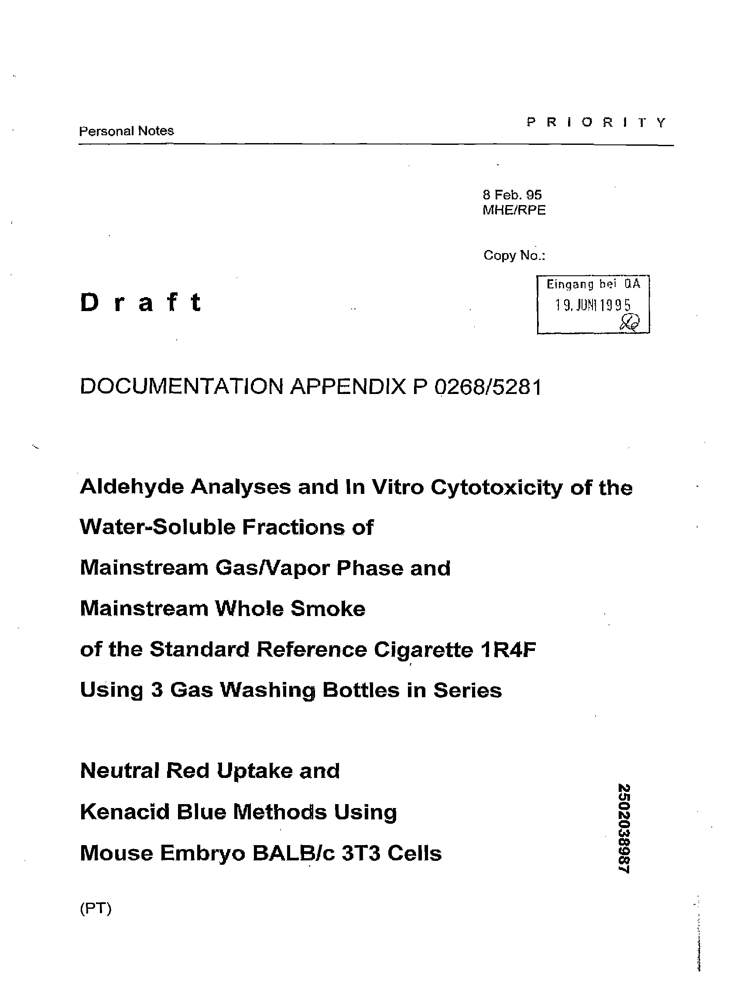 Personal Notes
P R I O R I T Y
8 Feb. 95
MHE/RPE
Copy No.:
D r a f t
Eingang bei QA
19. JUNI 1995
DOCUMENTATION APPENDIX P 0268/5281
Aldehyde Analyses and In Vitro Cytotoxicity of the
Water-Soluble Fractions of
Mainstream Gas/Vapor Phase and
Mainstream Whole Smoke
of the Standard Reference Cigarette 1R4F
Using 3 Gas Washing Bottles in Series
Neutral Red Uptake and
Kenacid Blue Methods Using
Mouse Embryo BALB/c 3T3 Cells
(PT)
2502038987